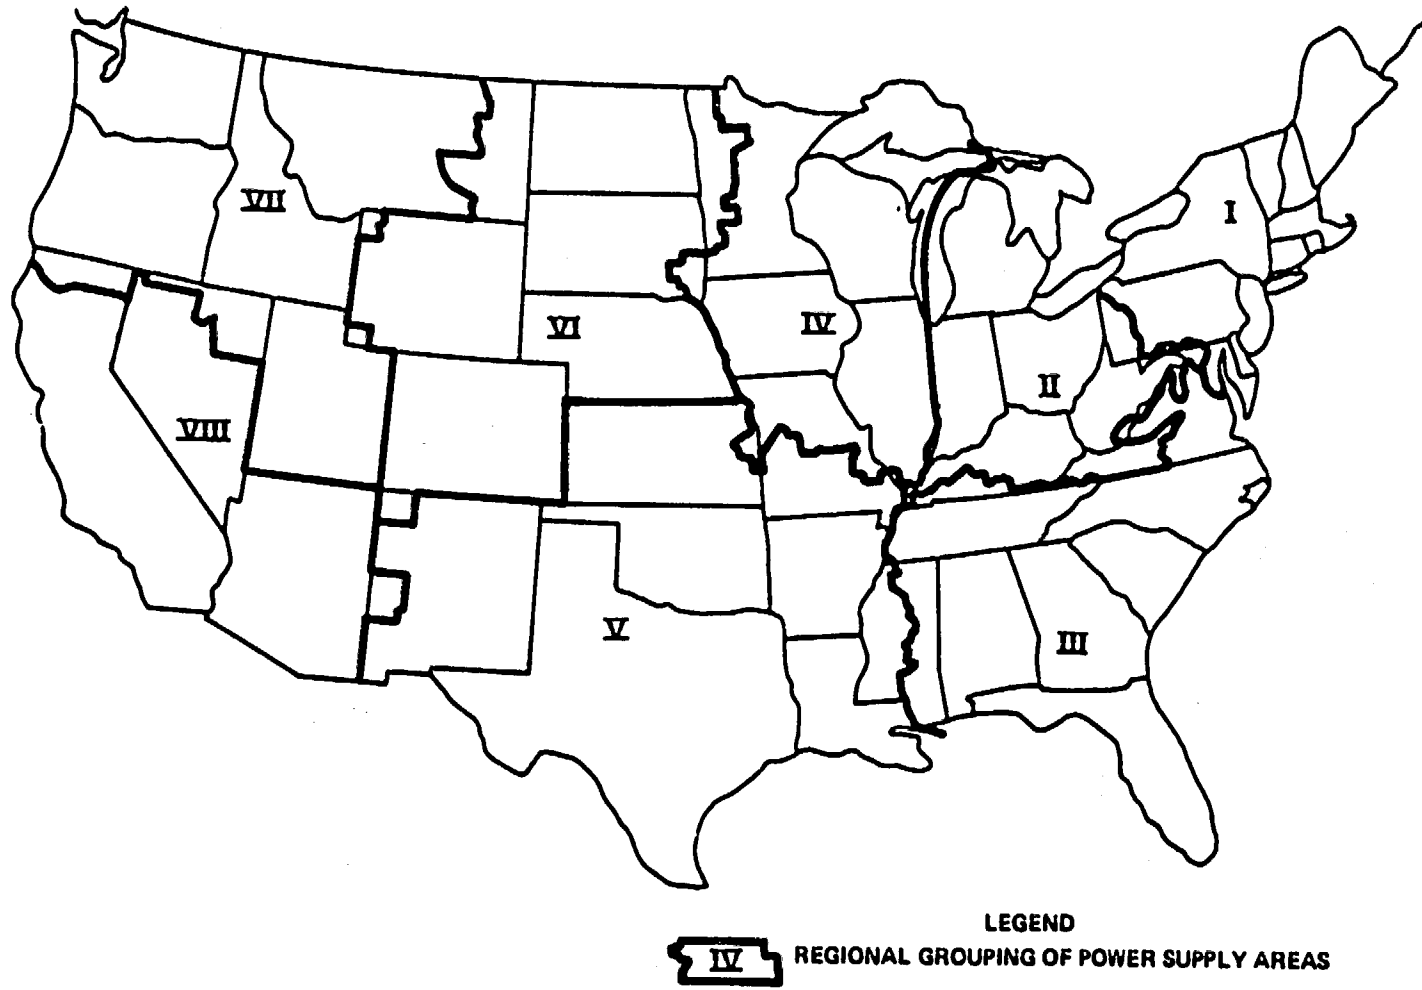 I
VII
VI
IV
II
VIII
V
III
LEGEND
IV REGIONAL GROUPING OF POWER SUPPLY AREAS